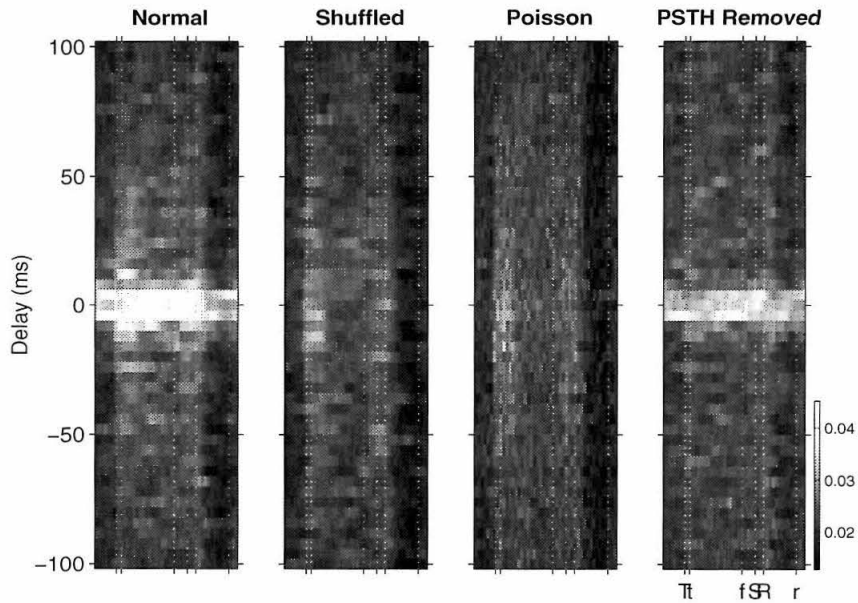 Normal
Shuffled
Poisson
PSTH Removed
Delay (ms)
100
50
0
−50
−100
0.04
0.03
0.02
Tt f SR r